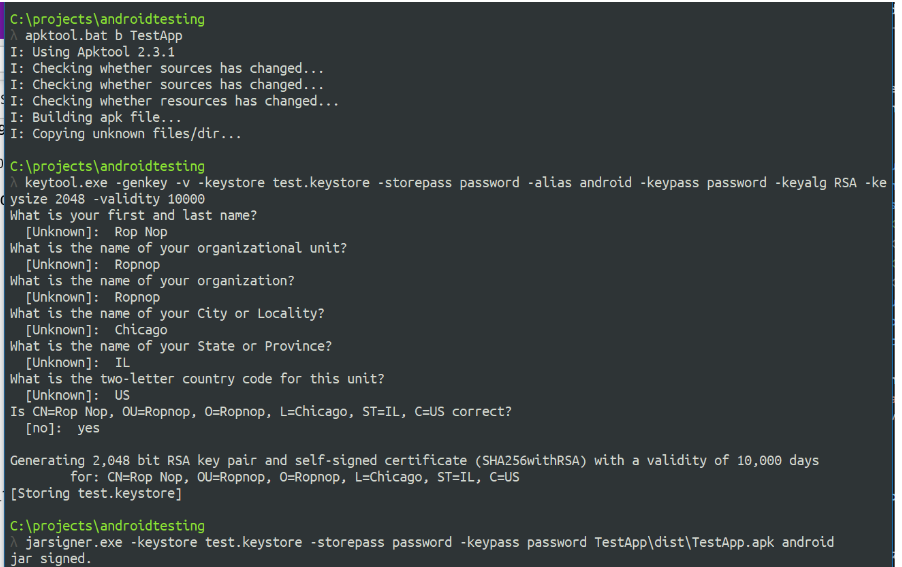 C:\projects\androidtesting
λ apktool.bat b TestApp
I: Using Apktool 2.3.1
I: Checking whether sources has changed...
I: Checking whether sources has changed...
I: Checking whether resources has changed...
I: Building apk file...
I: Copying unknown files/dir...
C:\projects\androidtesting
λ keytool.exe -genkey -v -keystore test.keystore -storepass password -alias android -keypass password -keyalg RSA -ke
ysize 2048 -validity 10000
What is your first and last name?
  [Unknown]:  Rop Nop
What is the name of your organizational unit?
  [Unknown]:  Ropnop
What is the name of your organization?
  [Unknown]:  Ropnop
What is the name of your City or Locality?
  [Unknown]:  Chicago
What is the name of your State or Province?
  [Unknown]:  IL
What is the two-letter country code for this unit?
  [Unknown]:  US
Is CN=Rop Nop, OU=Ropnop, O=Ropnop, L=Chicago, ST=IL, C=US correct?
  [no]:  yes
Generating 2,048 bit RSA key pair and self-signed certificate (SHA256withRSA) with a validity of 10,000 days
        for: CN=Rop Nop, OU=Ropnop, O=Ropnop, L=Chicago, ST=IL, C=US
[Storing test.keystore]
C:\projects\androidtesting
λ jarsigner.exe -keystore test.keystore -storepass password -keypass password TestApp\dist\TestApp.apk android
jar signed.